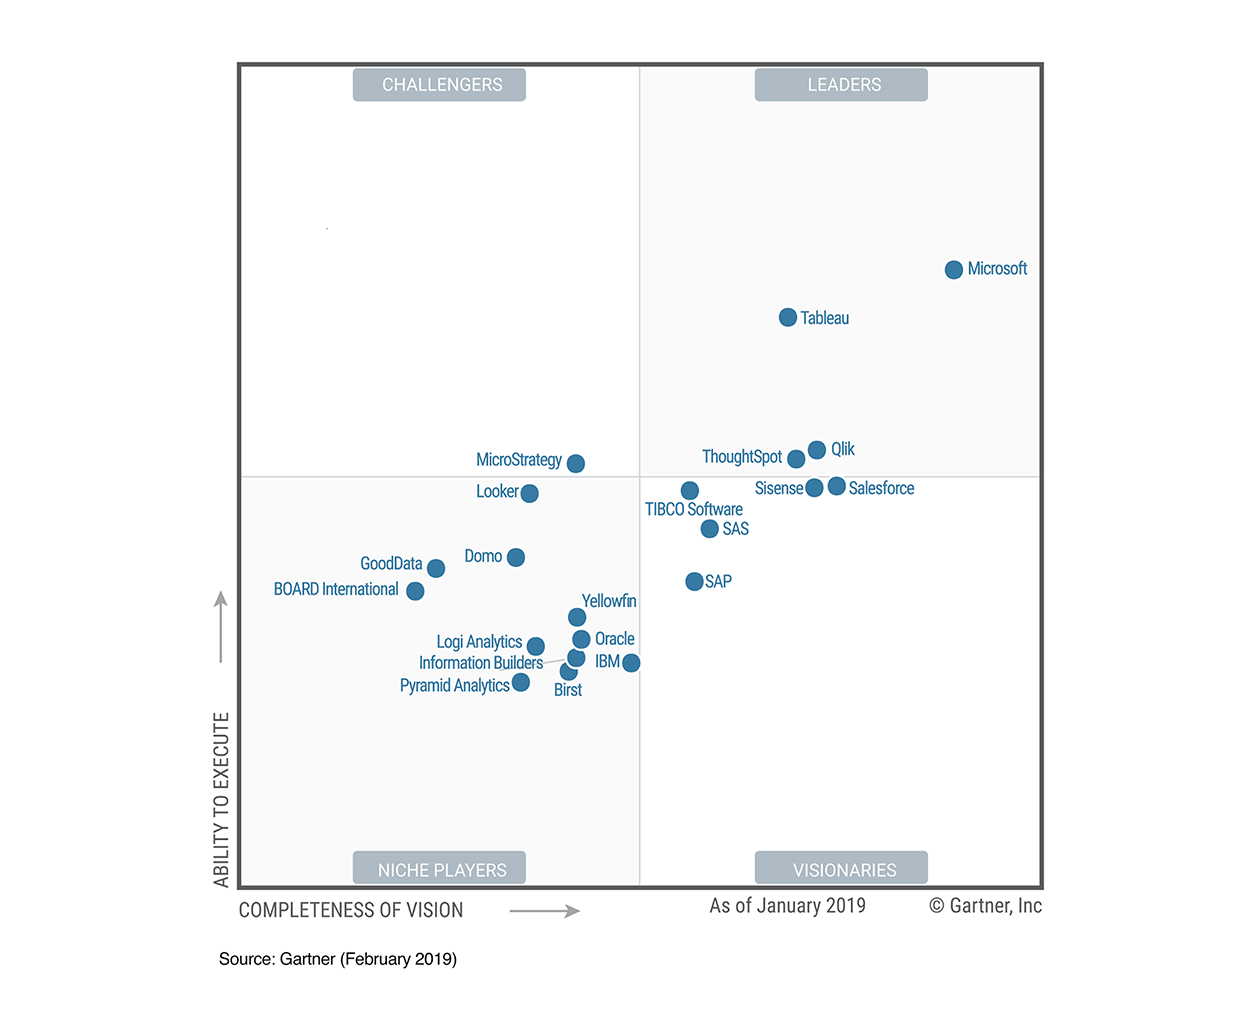 CHALLENGERS
LEADERS
Microsoft
Tableau
MicroStrategy
ThoughtSpot
Qlik
Looker
Sisense
Salesforce
TIBCO Software
SAS
GoodData
Domo
BOARD International
SAP
Yellowfin
Logi Analytics
Oracle
Information Builders
IBM
Pyramid Analytics
Birst
ABILITY TO EXECUTE
NICHE PLAYERS
VISIONARIES
COMPLETENESS OF VISION
As of January 2019
© Gartner, Inc
Source: Gartner (February 2019)